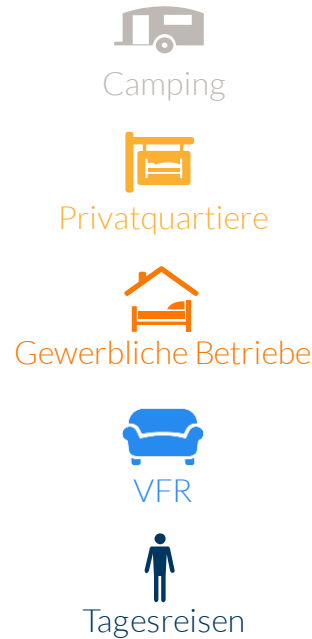 Camping
Privatquartiere
Gewerbliche Betriebe
VFR
Tagesreisen